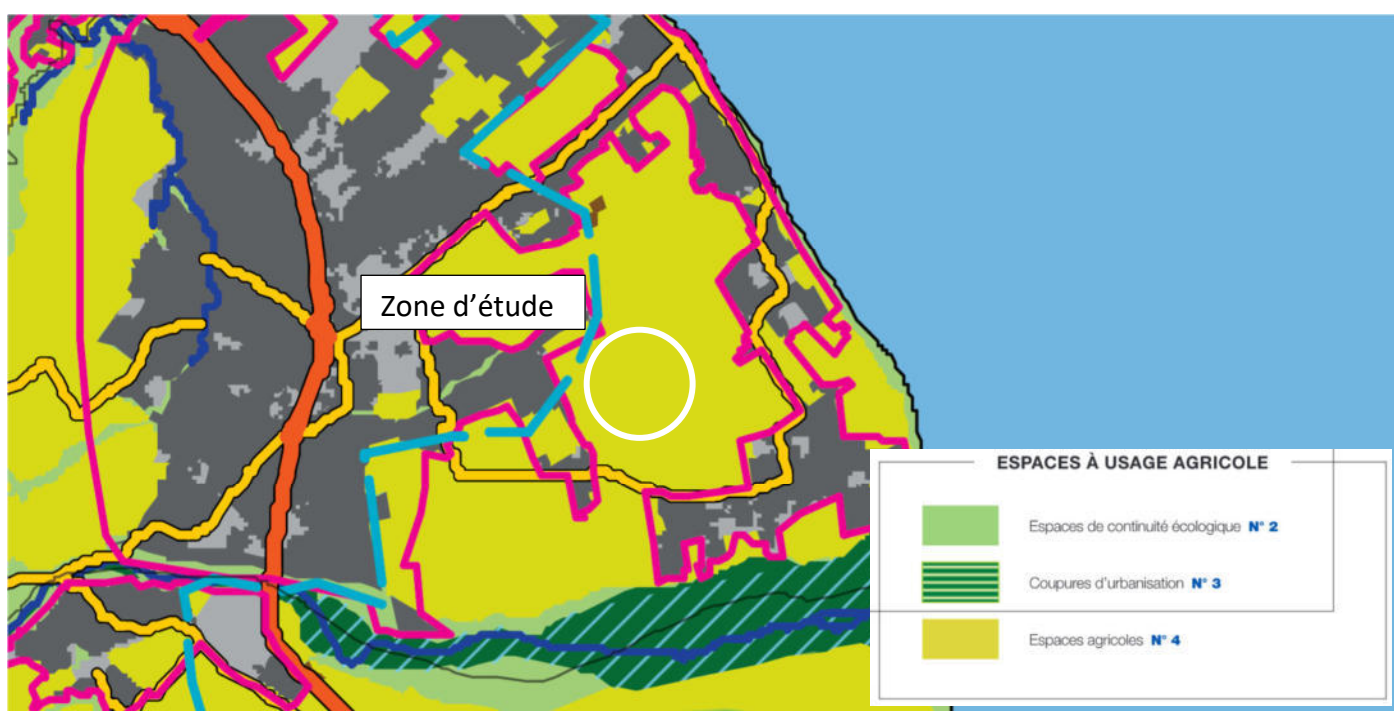 Zone d'étude
ESPACES À USAGE AGRICOLE
Espaces de continuité écologique N° 2
Coupures d'urbanisation N° 3
Espaces agricoles N° 4